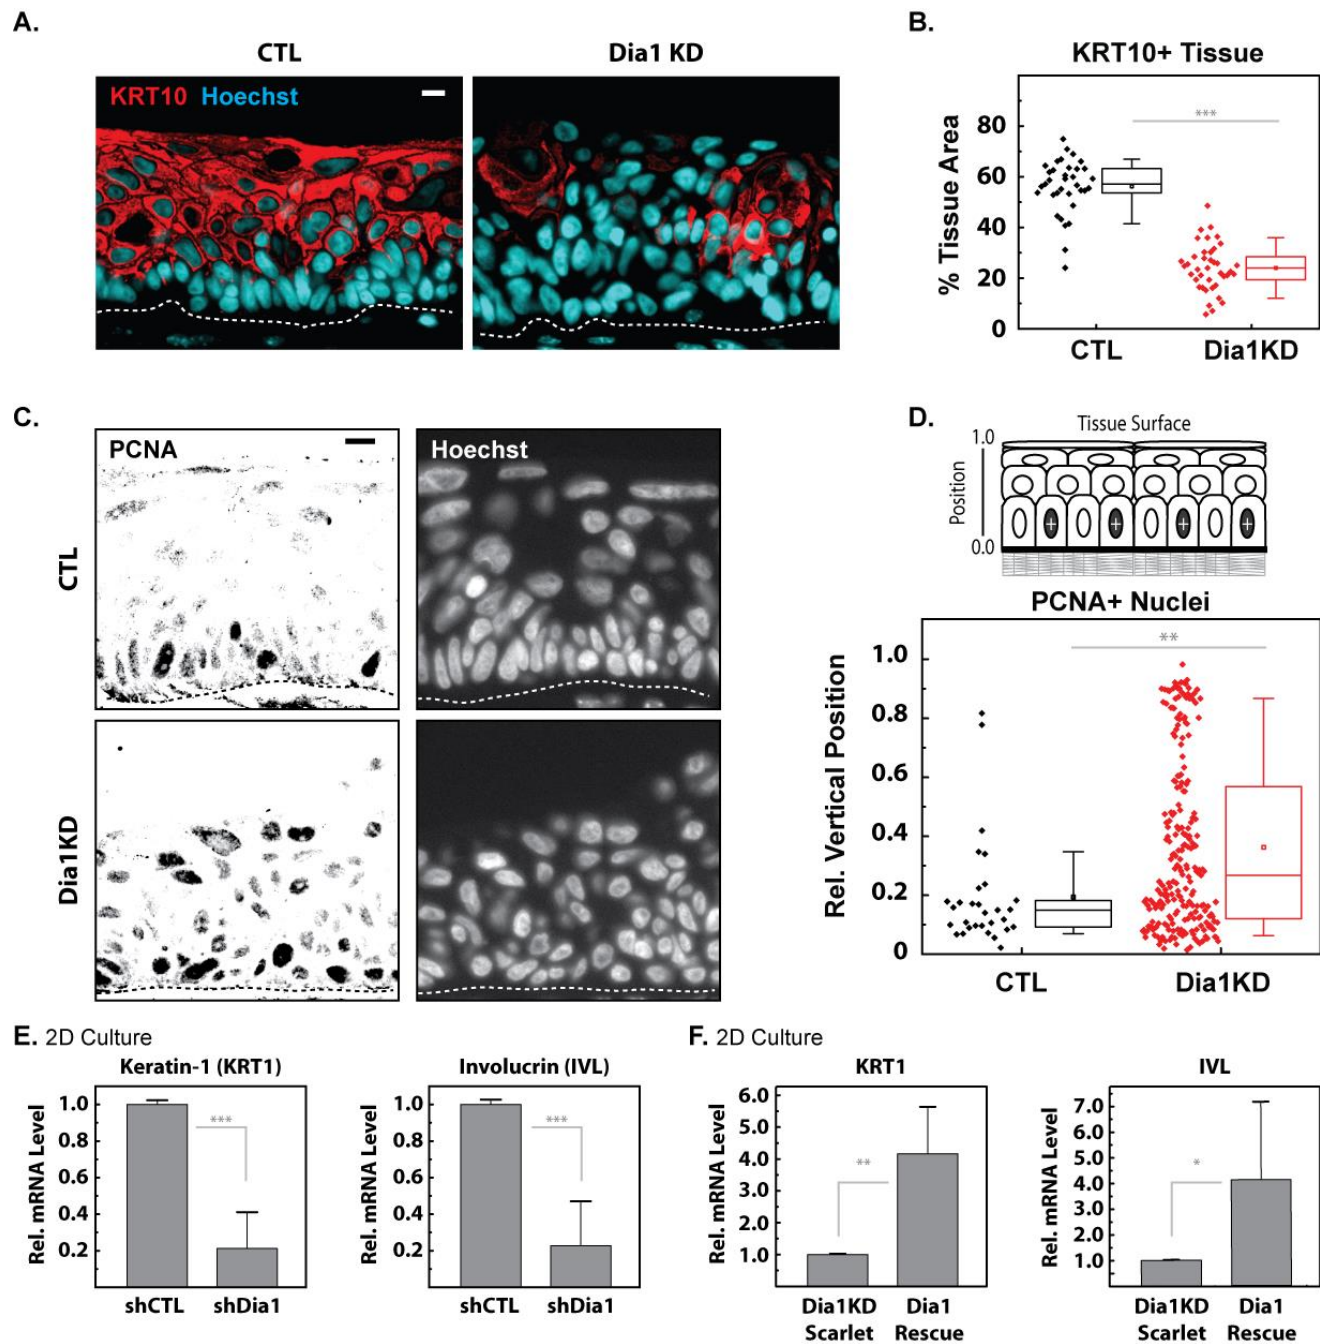 A.
CTL
Dia1 KD
KRT10 Hoechst
B.
KRT10+ Tissue
***
% Tissue Area
80
60
40
20
0
CTL
Dia1KD
C.
PCNA
Hoechst
CTL
Dia1KD
D.
Tissue Surface
1.0
Position
0.0
+ + + +
PCNA+ Nuclei
**
Rel. Vertical Position
1.0
0.8
0.6
0.4
0.2
0
CTL
Dia1KD
E. 2D Culture
Keratin-1 (KRT1)
Rel. mRNA Level
1.0
0.8
0.6
0.4
0.2
***
shCTL
shDia1
Involucrin (IVL)
Rel. mRNA Level
1.0
0.8
0.6
0.4
0.2
***
shCTL
shDia1
F. 2D Culture
KRT1
Rel. mRNA Level
6.0
5.0
4.0
3.0
2.0
1.0
**
Dia1KD
Scarlet
Dia1
Rescue
IVL
Rel. mRNA Level
7.0
6.0
5.0
4.0
3.0
2.0
1.0
*
Dia1KD
Scarlet
Dia1
Rescue